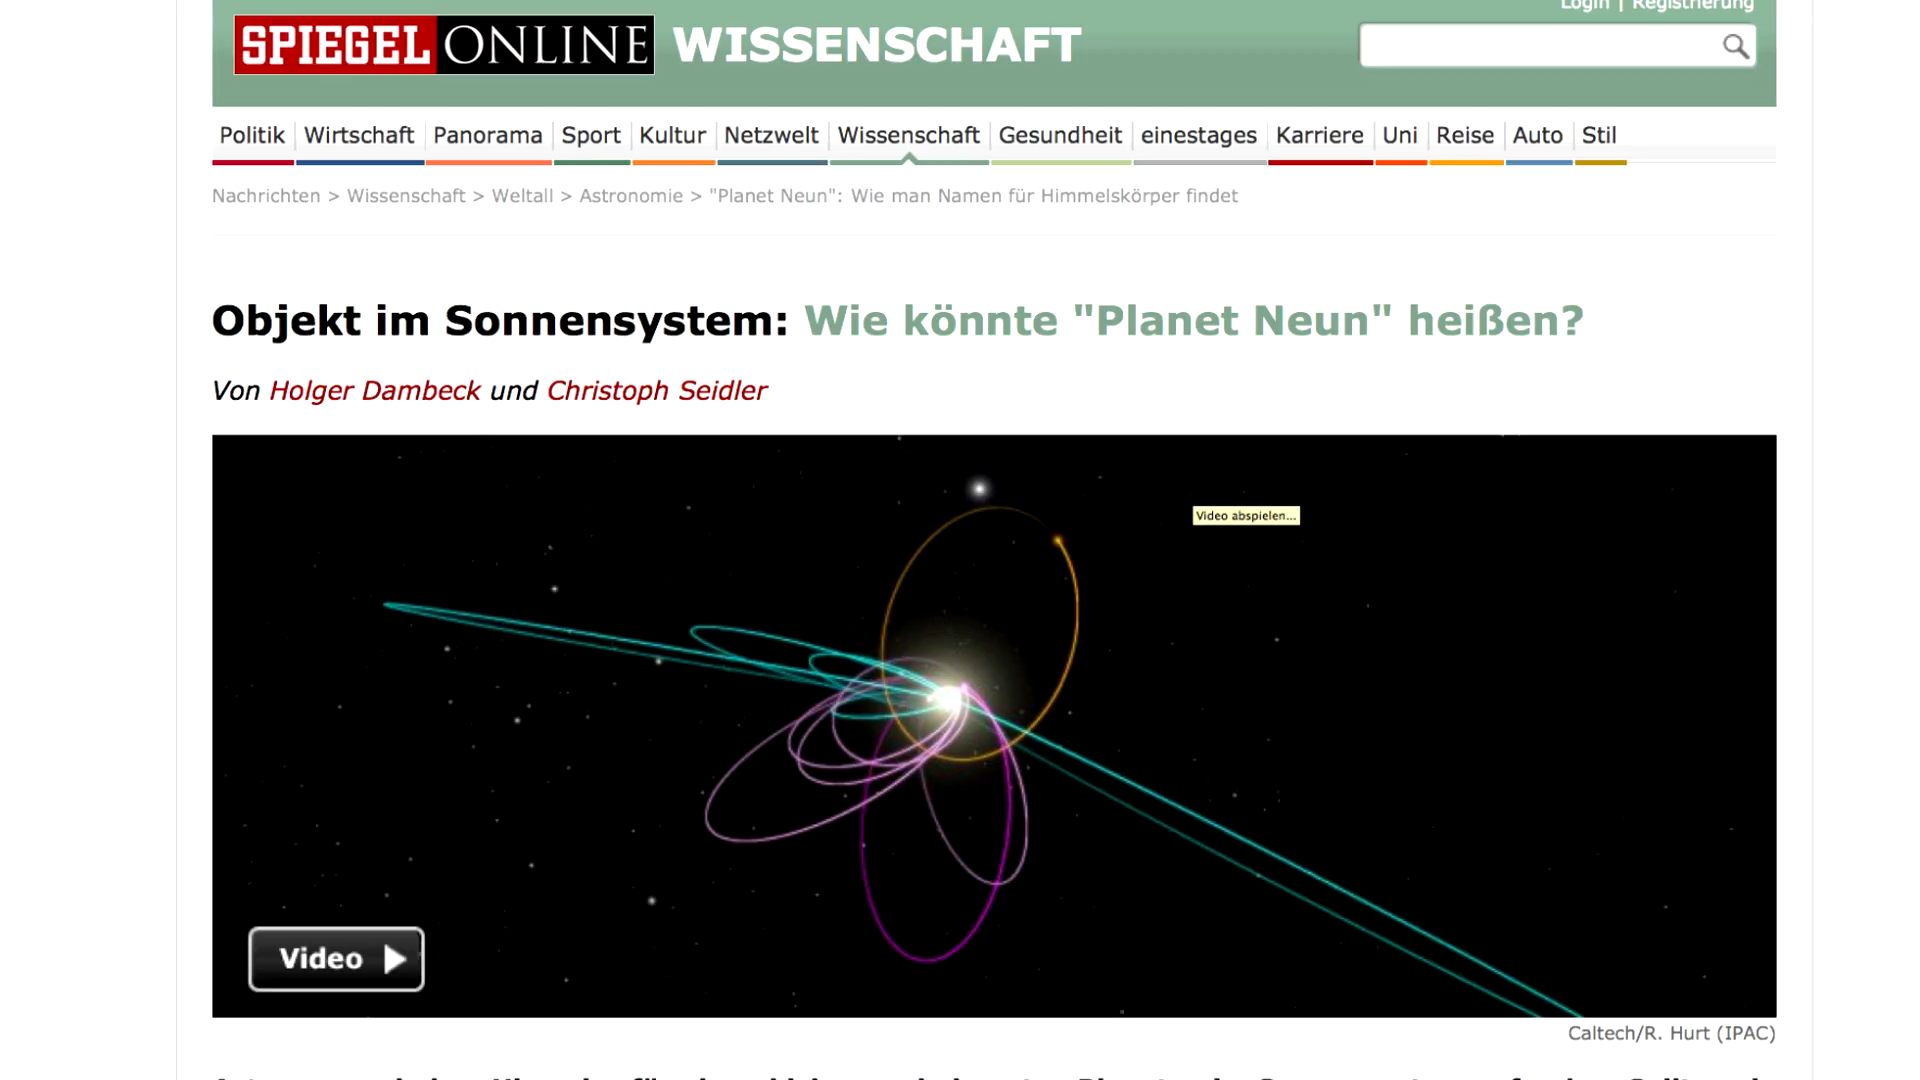 Login | Registrierung
SPIEGEL ONLINE WISSENSCHAFT
Politik Wirtschaft Panorama Sport Kultur Netzwelt Wissenschaft Gesundheit einestages Karriere Uni Reise Auto Stil
Nachrichten > Wissenschaft > Weltall > Astronomie > "Planet Neun": Wie man Namen für Himmelskörper findet
Objekt im Sonnensystem: Wie könnte "Planet Neun" heißen?
Von Holger Dambeck und Christoph Seidler
Video abspielen...
Video
Caltech/R. Hurt (IPAC)